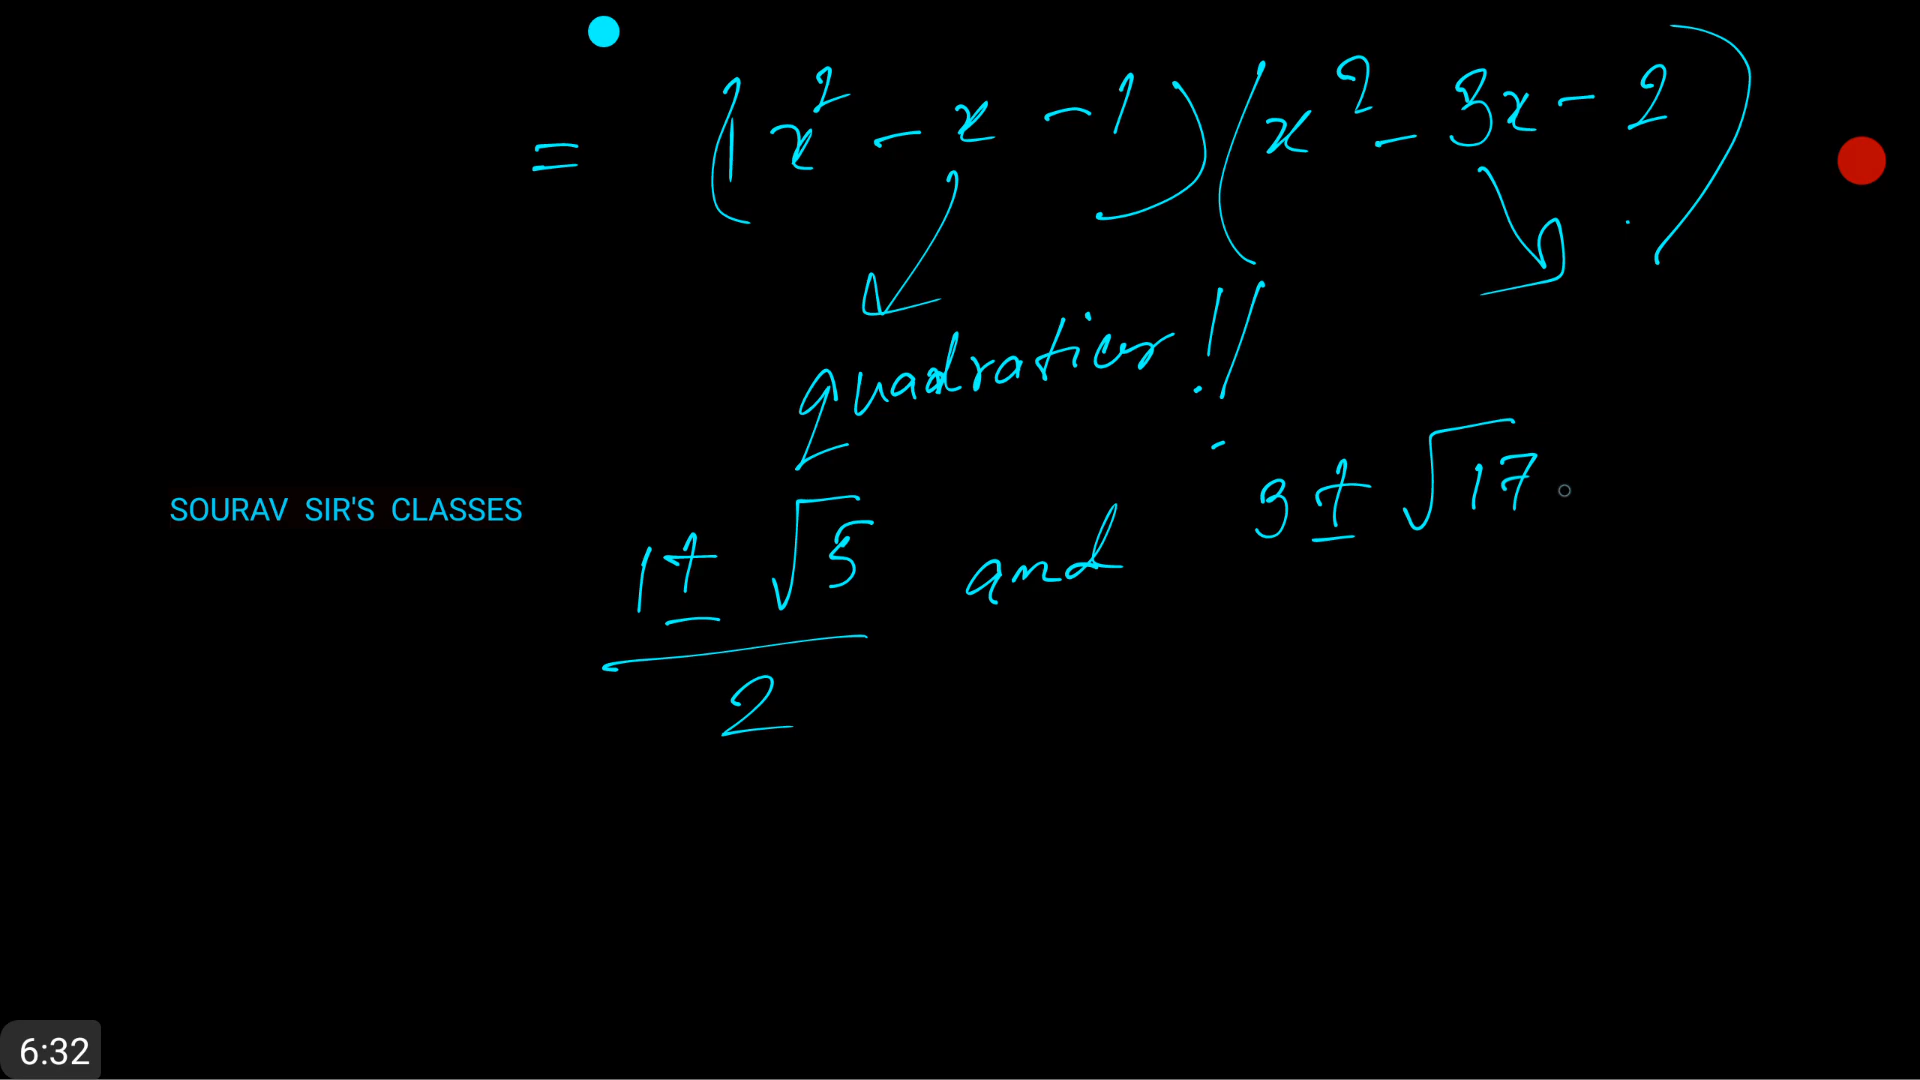 = (x² - x - 1)(x² - 3x - 2)
quadratics!!
SOURAV SIR'S CLASSES
1 ± √5
2
and
3 ± √17
6:32